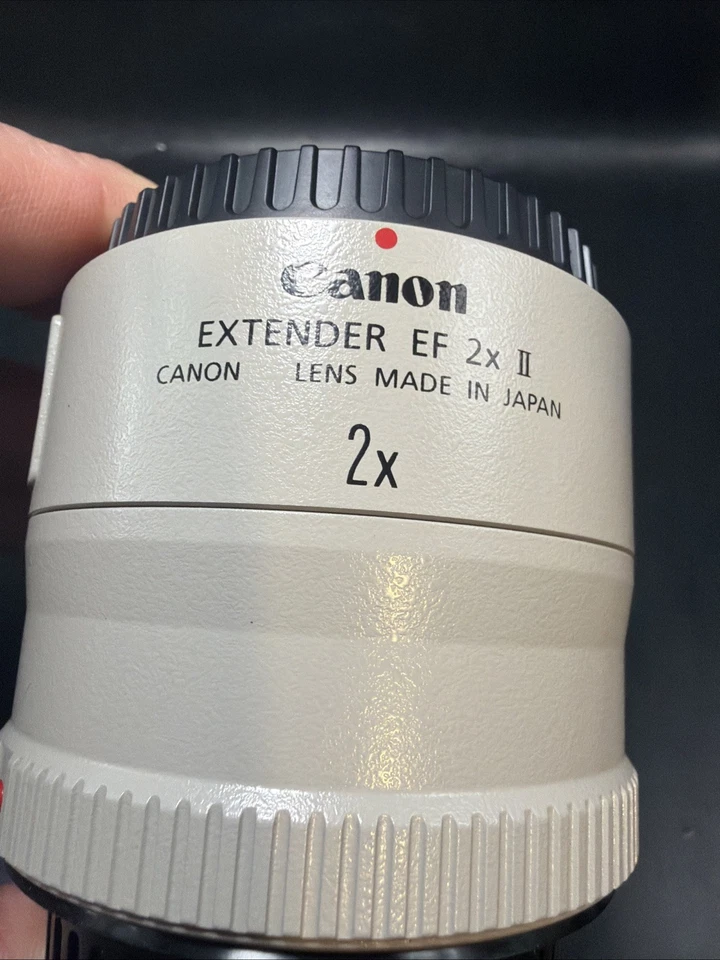 Canon
EXTENDER EF 2x II
CANON LENS MADE IN JAPAN
2x